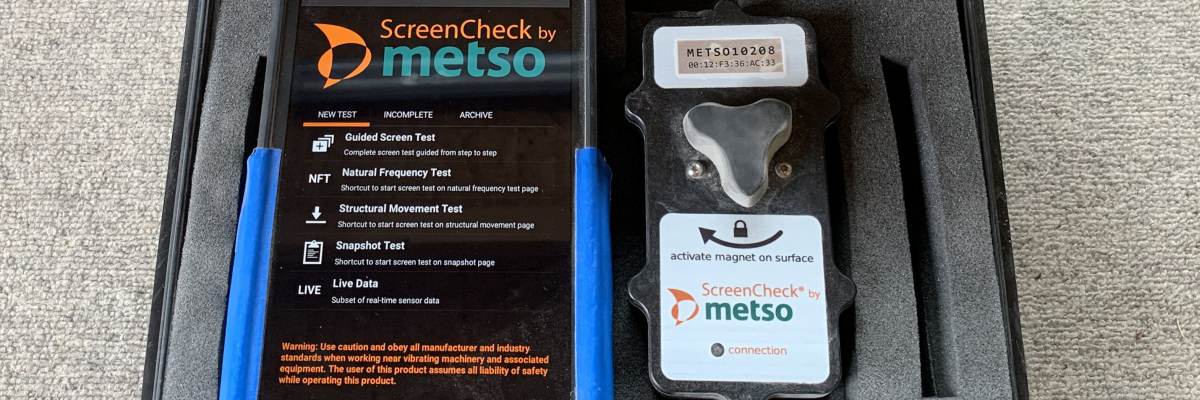 ScreenCheck by
metso
NEW TEST INCOMPLETE ARCHIVE
Guided Screen Test
Complete screen test guided from step to step
NFT
Natural Frequency Test
Shortcut to start screen test on natural frequency test page
Structural Movement Test
Shortcut to start screen test on structural movement page
Snapshot Test
Shortcut to start screen test on snapshot page
LIVE
Live Data
Subset of real-time sensor data
Warning: Use caution and obey all manufacturer and industry
standards when working near vibrating machinery and associated
equipment. The user of this product assumes all liability of safety
while operating this product.
METSO10208
00:12:F3:36:AC:33
activate magnet on surface
ScreenCheck® by
metso
connection